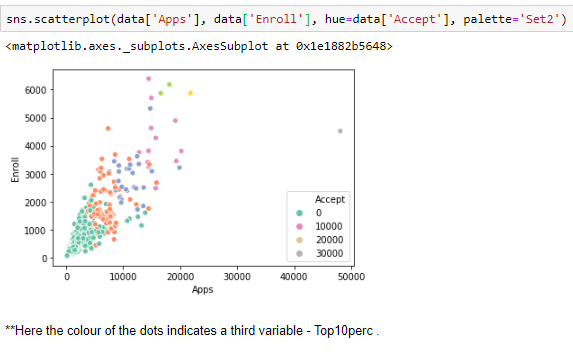 sns.scatterplot(data['Apps'], data['Enroll'], hue=data['Accept'], palette='Set2')
<matplotlib.axes._subplots.AxesSubplot at 0x1e1882b5648>
6000
5000
4000
3000
2000
1000
0
Enroll
Accept
0
10000
20000
30000
0 10000 20000 30000 40000 50000
Apps
**Here the colour of the dots indicates a third variable - Top10perc .